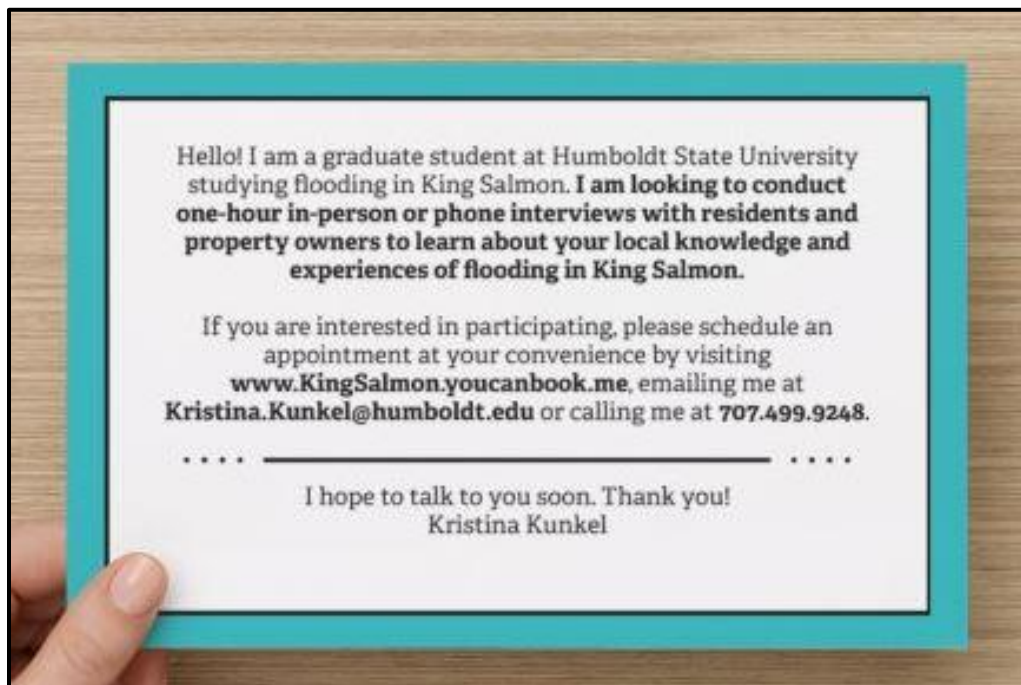 Hello! I am a graduate student at Humboldt State University
studying flooding in King Salmon. I am looking to conduct
one-hour in-person or phone interviews with residents and
property owners to learn about your local knowledge and
experiences of flooding in King Salmon.
If you are interested in participating, please schedule an
appointment at your convenience by visiting
www.KingSalmon.youcanbook.me, emailing me at
Kristina.Kunkel@humboldt.edu or calling me at 707.499.9248.
I hope to talk to you soon. Thank you!
Kristina Kunkel